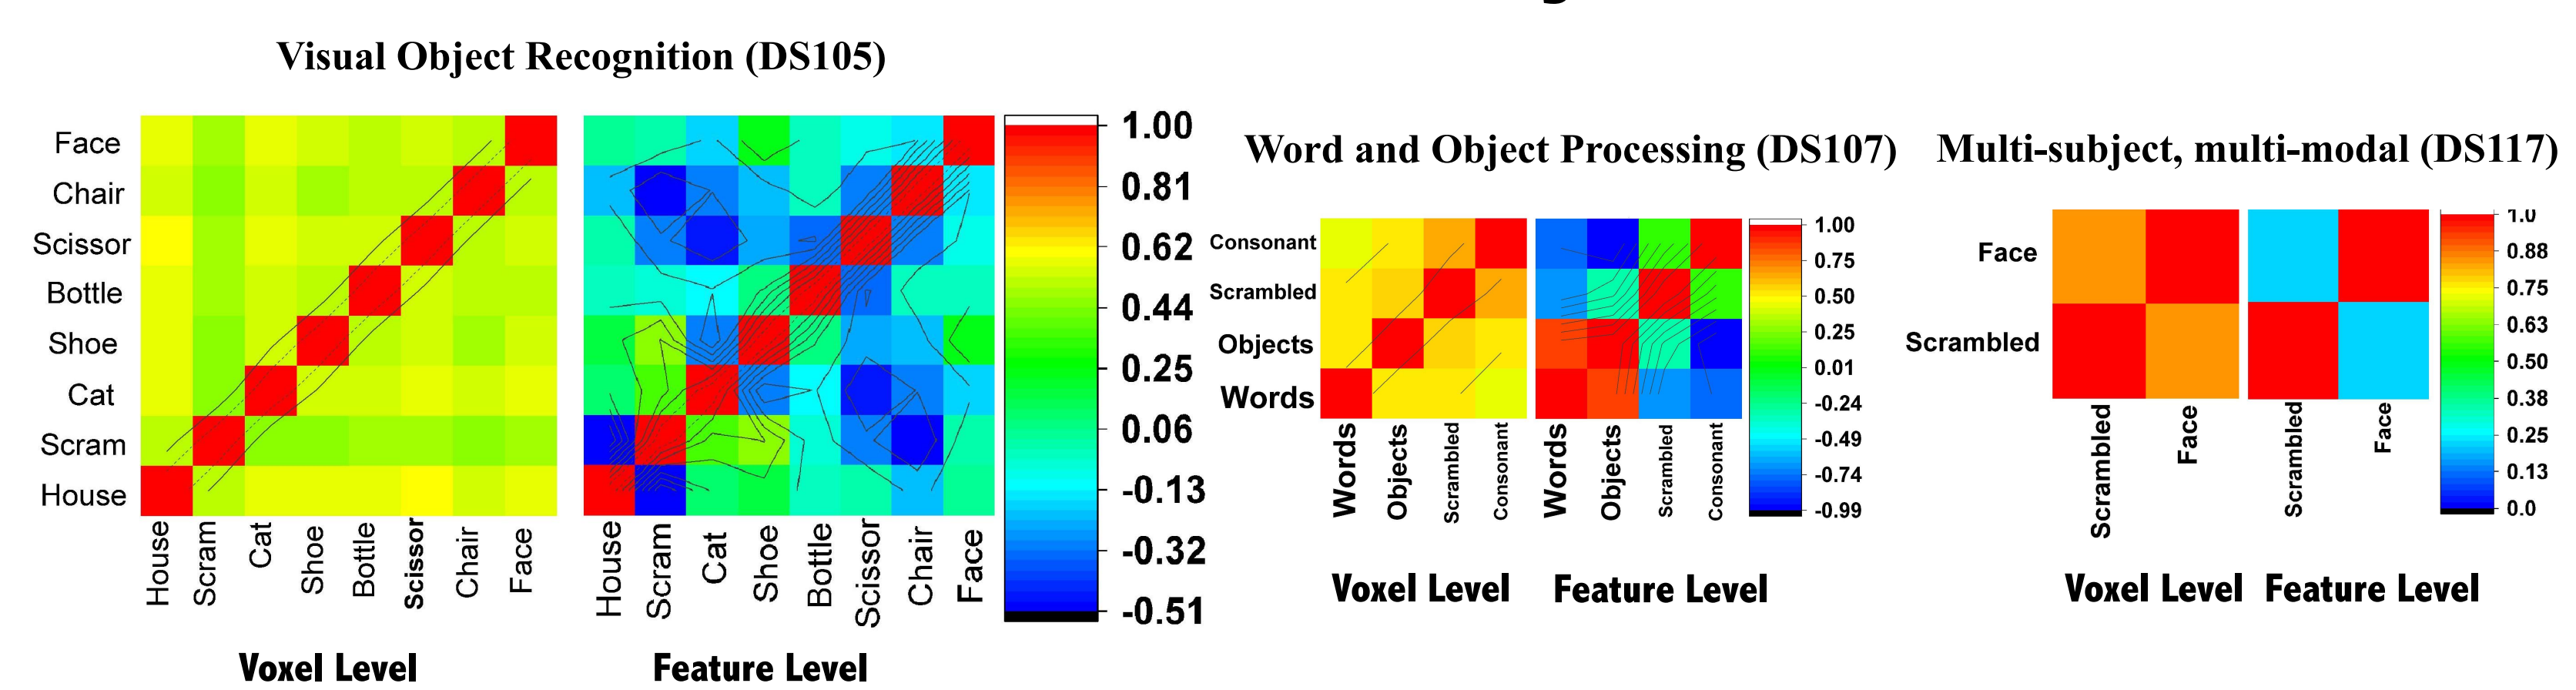 Visual Object Recognition (DS105)
Face
Chair
Scissor
Bottle
Shoe
Cat
Scram
House
House
Scram
Cat
Shoe
Bottle
Scissor
Chair
Face
Voxel Level
House
Scram
Cat
Shoe
Bottle
Scissor
Chair
Face
Feature Level
1.00
0.81
0.62
0.44
0.25
0.06
-0.13
-0.32
-0.51
Word and Object Processing (DS107)
Consonant
Scrambled
Objects
Words
Words
Objects
Scrambled
Consonant
Voxel Level
Words
Objects
Scrambled
Consonant
Feature Level
1.00
0.75
0.50
0.25
0.01
-0.24
-0.49
-0.74
-0.99
Multi-subject, multi-modal (DS117)
Face
Scrambled
Scrambled
Face
Voxel Level
Scrambled
Face
Feature Level
1.0
0.88
0.75
0.63
0.50
0.38
0.25
0.13
0.0